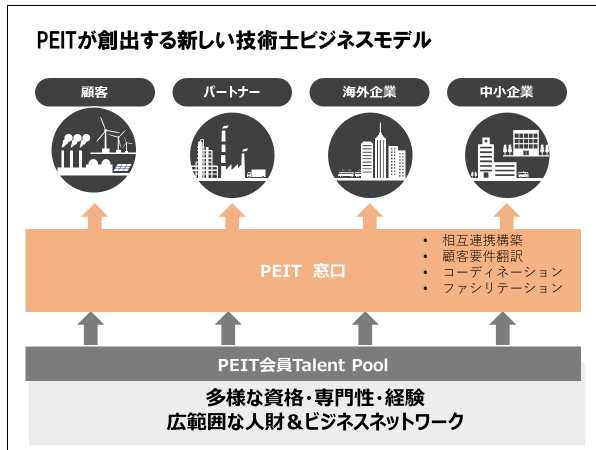 PEITが創出する新しい技術士ビジネスモデル
顧客
パートナー
海外企業
中小企業
PEIT 窓口
• 相互連携構築
• 顧客要件翻訳
• コーディネーション
• ファシリテーション
PEIT会員Talent Pool
多様な資格・専門性・経験
広範囲な人財＆ビジネスネットワーク